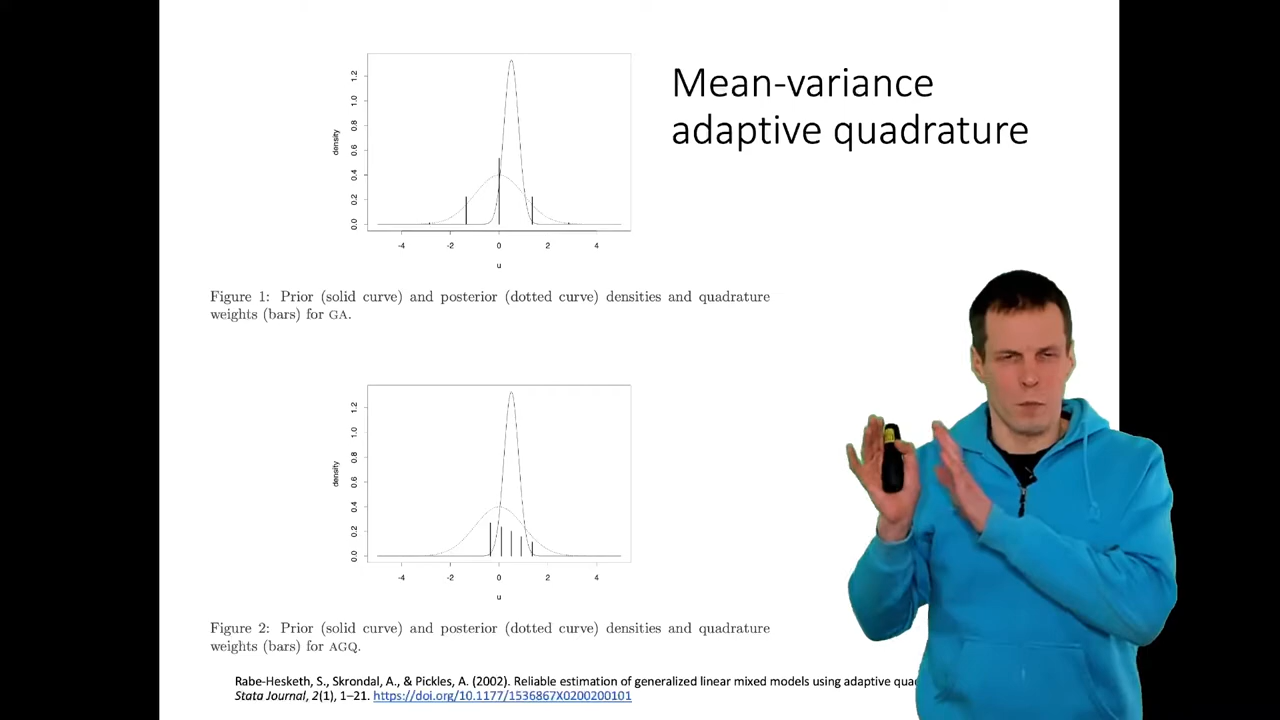 Mean-variance
adaptive quadrature
density
0.0 0.2 0.4 0.6 0.8 1.0 1.2
-4 -2 0 2 4
u
Figure 1: Prior (solid curve) and posterior (dotted curve) densities and quadrature
weights (bars) for GA.
density
0.0 0.2 0.4 0.6 0.8 1.0 1.2
-4 -2 0 2 4
u
Figure 2: Prior (solid curve) and posterior (dotted curve) densities and quadrature
weights (bars) for AGQ.
Rabe-Hesketh, S., Skrondal, A., & Pickles, A. (2002). Reliable estimation of generalized linear mixed models using adaptive qua
Stata Journal, 2(1), 1–21. https://doi.org/10.1177/1536867X0200200101